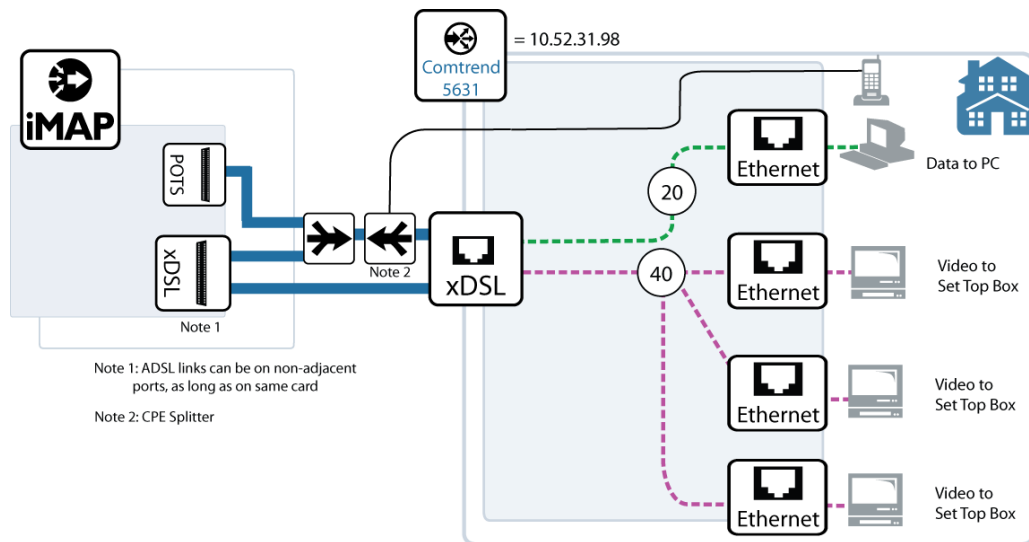 iMAP
Comtrend
5631
= 10.52.31.98
POTS
xDSL
Note 1
Note 2
xDSL
20
40
Ethernet
Data to PC
Ethernet
Video to
Set Top Box
Ethernet
Video to
Set Top Box
Ethernet
Video to
Set Top Box
Note 1: ADSL links can be on non-adjacent
ports, as long as on same card
Note 2: CPE Splitter